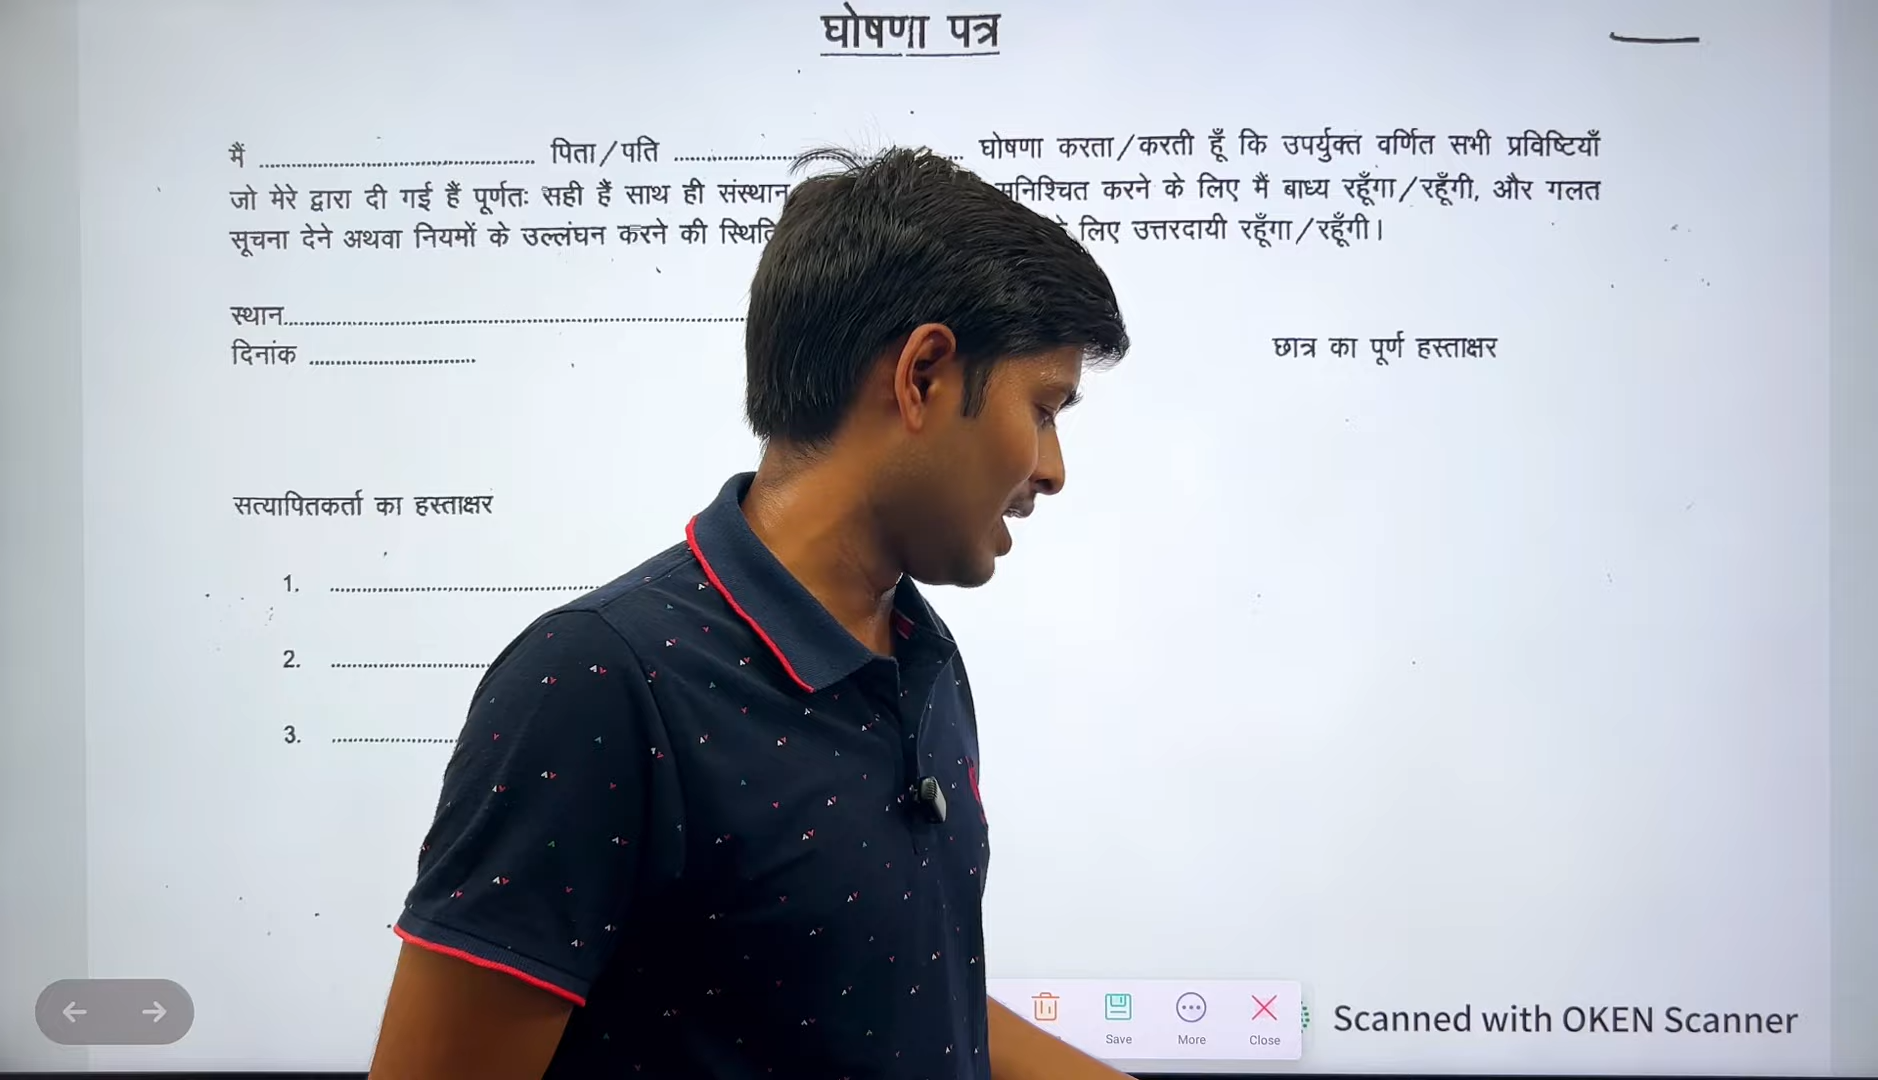 घोषणा पत्र
मैं ........................................ पिता/पति ........................................ घोषणा करता/करती हूँ कि उपर्युक्त वर्णित सभी प्रविष्टियाँ
जो मेरे द्वारा दी गई हैं पूर्णतः सही हैं साथ ही संस्थान सुनिश्चित करने के लिए मैं बाध्य रहूँगा/रहूँगी, और गलत
सूचना देने अथवा नियमों के उल्लंघन करने की लिए उत्तरदायी रहूँगा/रहूँगी।
स्थान........................................
दिनांक ........................
छात्र का पूर्ण हस्ताक्षर
सत्यापितकर्ता का हस्ताक्षर
1. ........................................
2. ........................
3. ....................
Save More Close
Scanned with OKEN Scanner